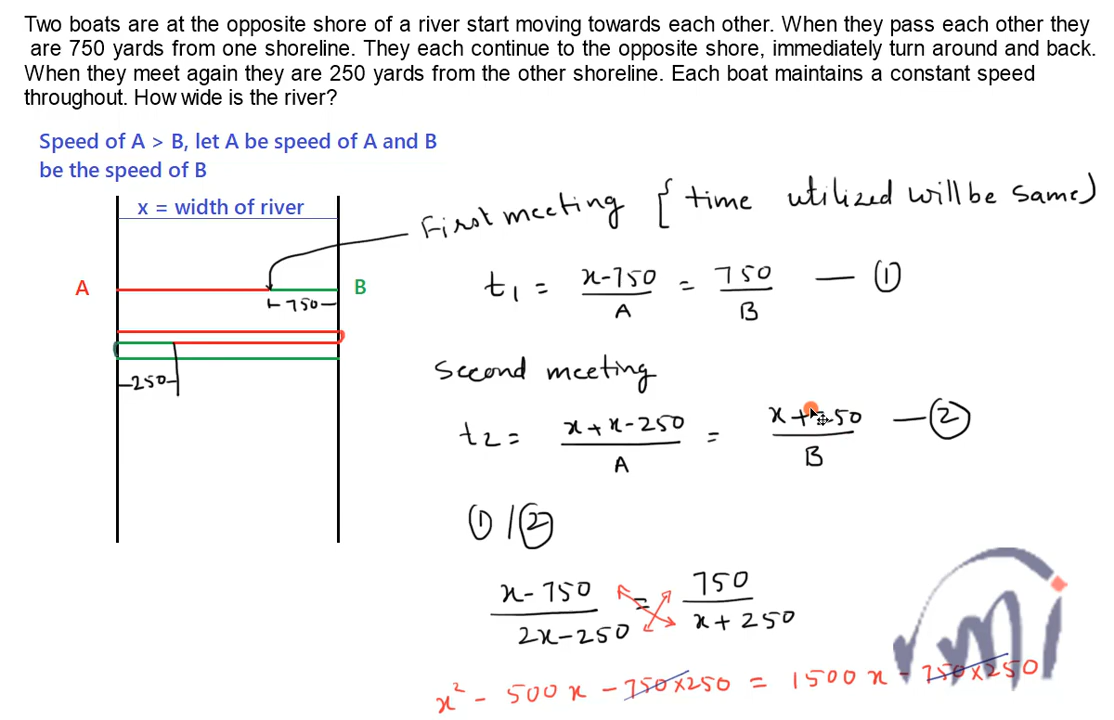 Two boats are at the opposite shore of a river start moving towards each other. When they pass each other they
are 750 yards from one shoreline. They each continue to the opposite shore, immediately turn around and back.
When they meet again they are 250 yards from the other shoreline. Each boat maintains a constant speed
throughout. How wide is the river?
Speed of A > B, let A be speed of A and B
be the speed of B
x = width of river
First meeting { time utilized will be same)
A
B
750
t1 = x-750/A = 750/B — ①
250
Second meeting
t2 = x+x-250/A = x+250/B — ②
① / ②
x-750/2x-250 = 750/x+250
x² - 500x - 750x250 = 1500x - 750x250
rmi